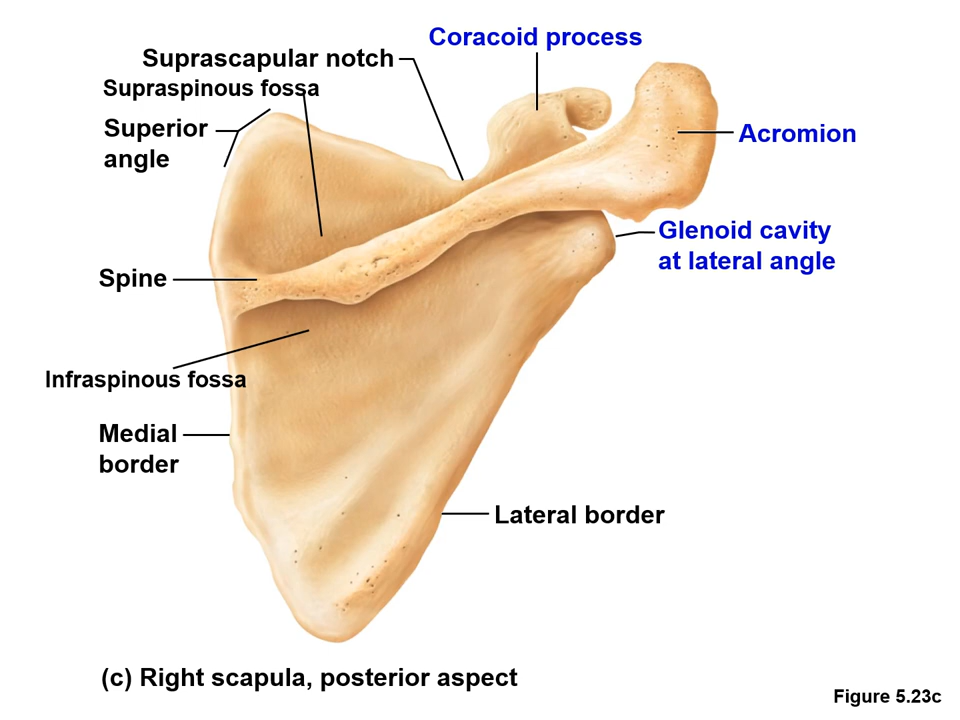 Coracoid process
Suprascapular notch
Supraspinous fossa
Superior
angle
Acromion
Glenoid cavity
at lateral angle
Spine
Infraspinous fossa
Medial
border
Lateral border
(c) Right scapula, posterior aspect
Figure 5.23c